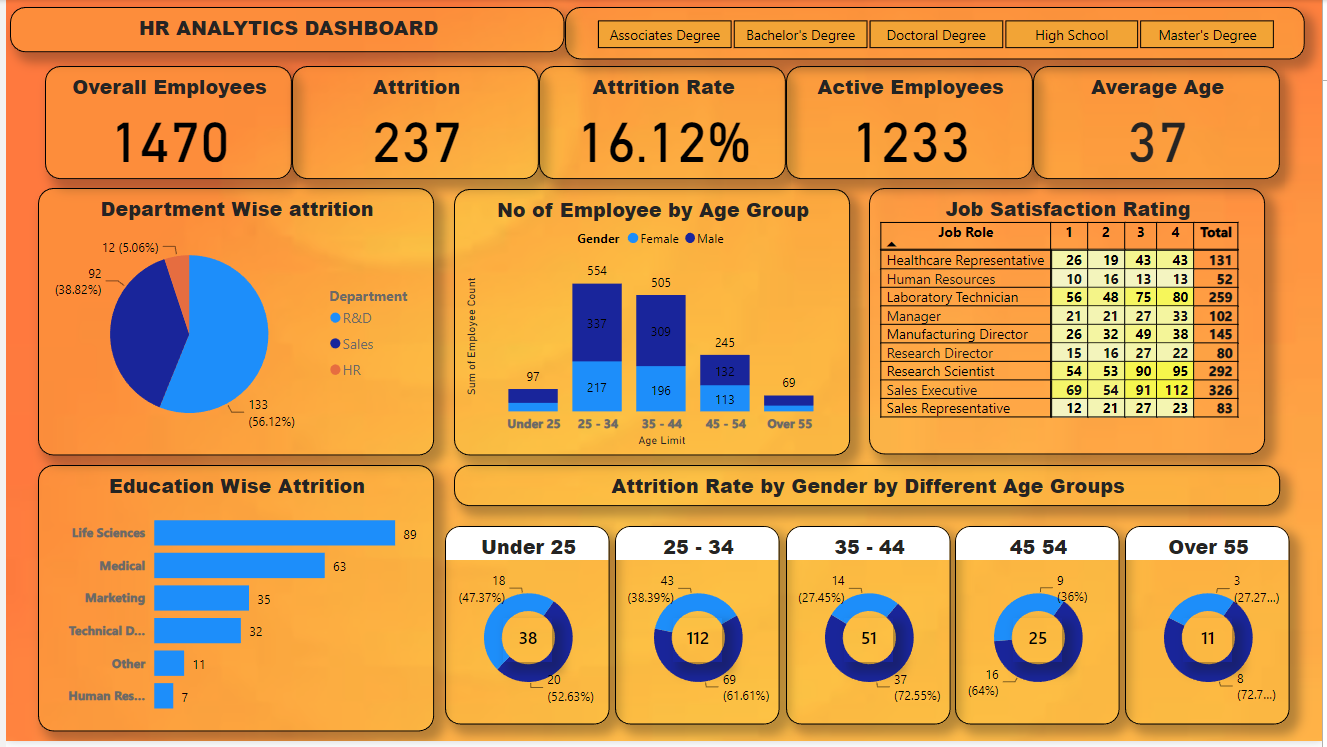 HR ANALYTICS DASHBOARD
Associates Degree
Bachelor's Degree
Doctoral Degree
High School
Master's Degree
Overall Employees
1470
Attrition
237
Attrition Rate
16.12%
Active Employees
1233
Average Age
37
Department Wise attrition
12 (5.06%)
92
(38.82%)
133
(56.12%)
Department
R&D
Sales
HR
No of Employee by Age Group
Gender Female Male
Sum of Employee Count
97
554
337
217
505
309
196
245
132
113
69
Under 25 25 - 34 35 - 44 45 - 54 Over 55
Age Limit
Job Satisfaction Rating
Job Role 1 2 3 4 Total
Healthcare Representative 26 19 43 43 131
Human Resources 10 16 13 13 52
Laboratory Technician 56 48 75 80 259
Manager 21 21 27 33 102
Manufacturing Director 26 32 49 38 145
Research Director 15 16 27 22 80
Research Scientist 54 53 90 95 292
Sales Executive 69 54 91 112 326
Sales Representative 12 21 27 23 83
Education Wise Attrition
Life Sciences 89
Medical 63
Marketing 35
Technical D... 32
Other 11
Human Res... 7
Attrition Rate by Gender by Different Age Groups
Under 25
18
(47.37%)
38
20
(52.63%)
25 - 34
43
(38.39%)
112
69
(61.61%)
35 - 44
14
(27.45%)
51
37
(72.55%)
45 54
9
(36%)
25
16
(64%)
Over 55
3
(27.27...)
11
8
(72.7...)